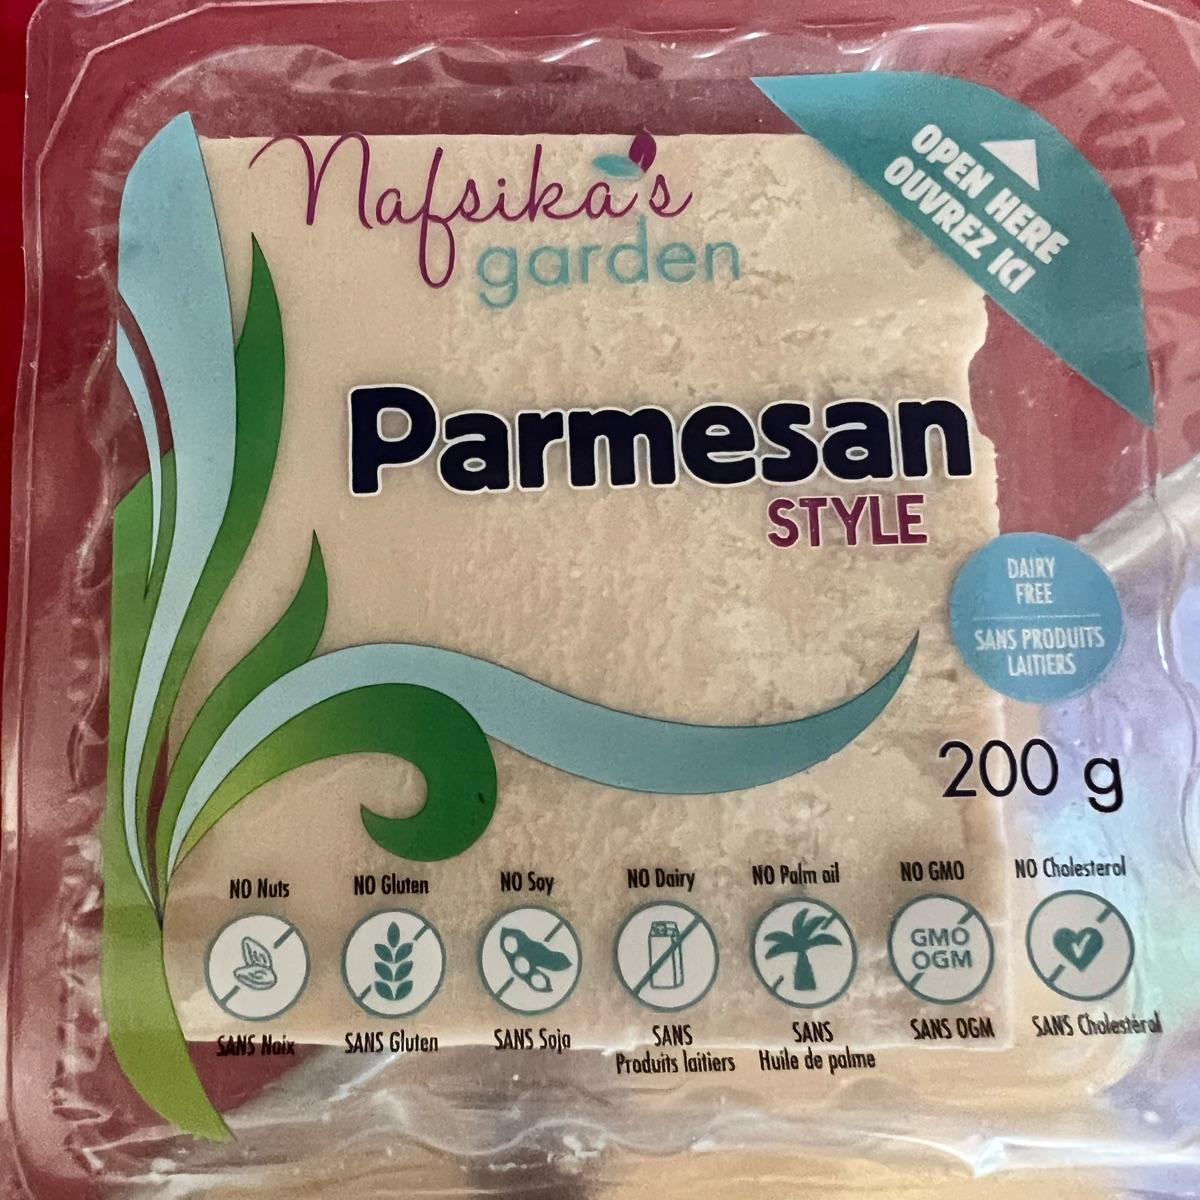 Nafsika's
garden
OPEN HERE
OUVREZ ICI
Parmesan
STYLE
DAIRY
FREE
SANS PRODUITS
LAITIERS
200 g
NO Nuts
SANS Noix
NO Gluten
SANS Gluten
NO Soy
SANS Soja
NO Dairy
SANS
Produits laitiers
NO Palm oil
SANS
Huile de palme
NO GMO
GMO
OGM
SANS OGM
NO Cholesterol
SANS Cholestérol